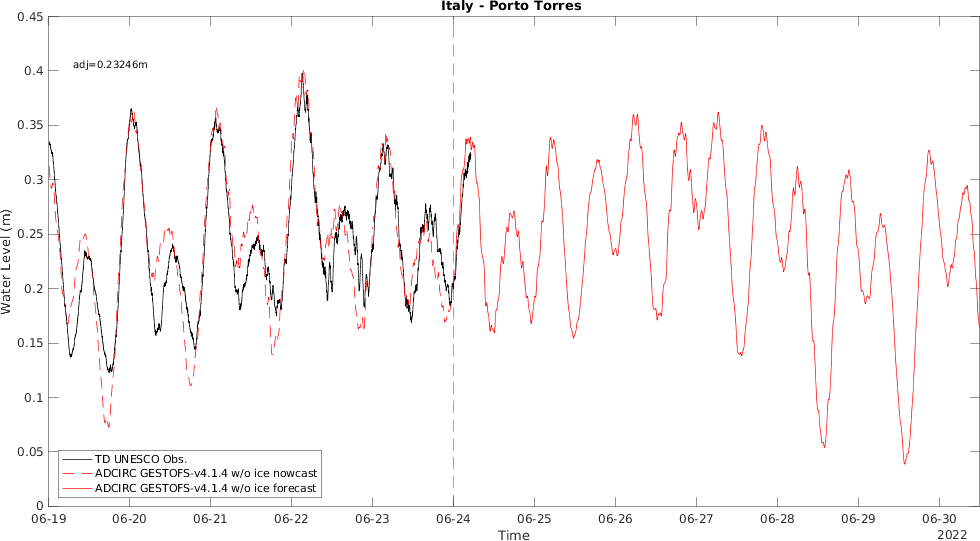 Italy - Porto Torres
adj=0.23246m
Water Level (m)
0.45
0.4
0.35
0.3
0.25
0.2
0.15
0.1
0.05
0
TD UNESCO Obs.
ADCIRC GESTOFS-v4.1.4 w/o ice nowcast
ADCIRC GESTOFS-v4.1.4 w/o ice forecast
06-19 06-20 06-21 06-22 06-23 06-24 06-25 06-26 06-27 06-28 06-29 06-30
Time
2022